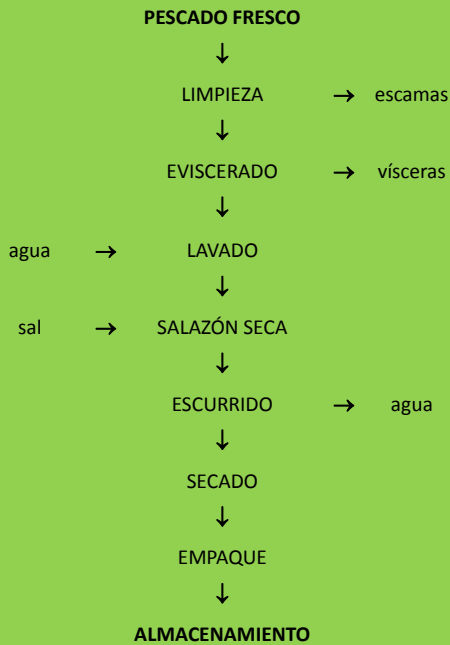 PESCADO FRESCO
↓
LIMPIEZA → escamas
↓
EVISCERADO → vísceras
↓
agua → LAVADO
↓
sal → SALAZÓN SECA
↓
ESCURRIDO → agua
↓
SECADO
↓
EMPAQUE
↓
ALMACENAMIENTO